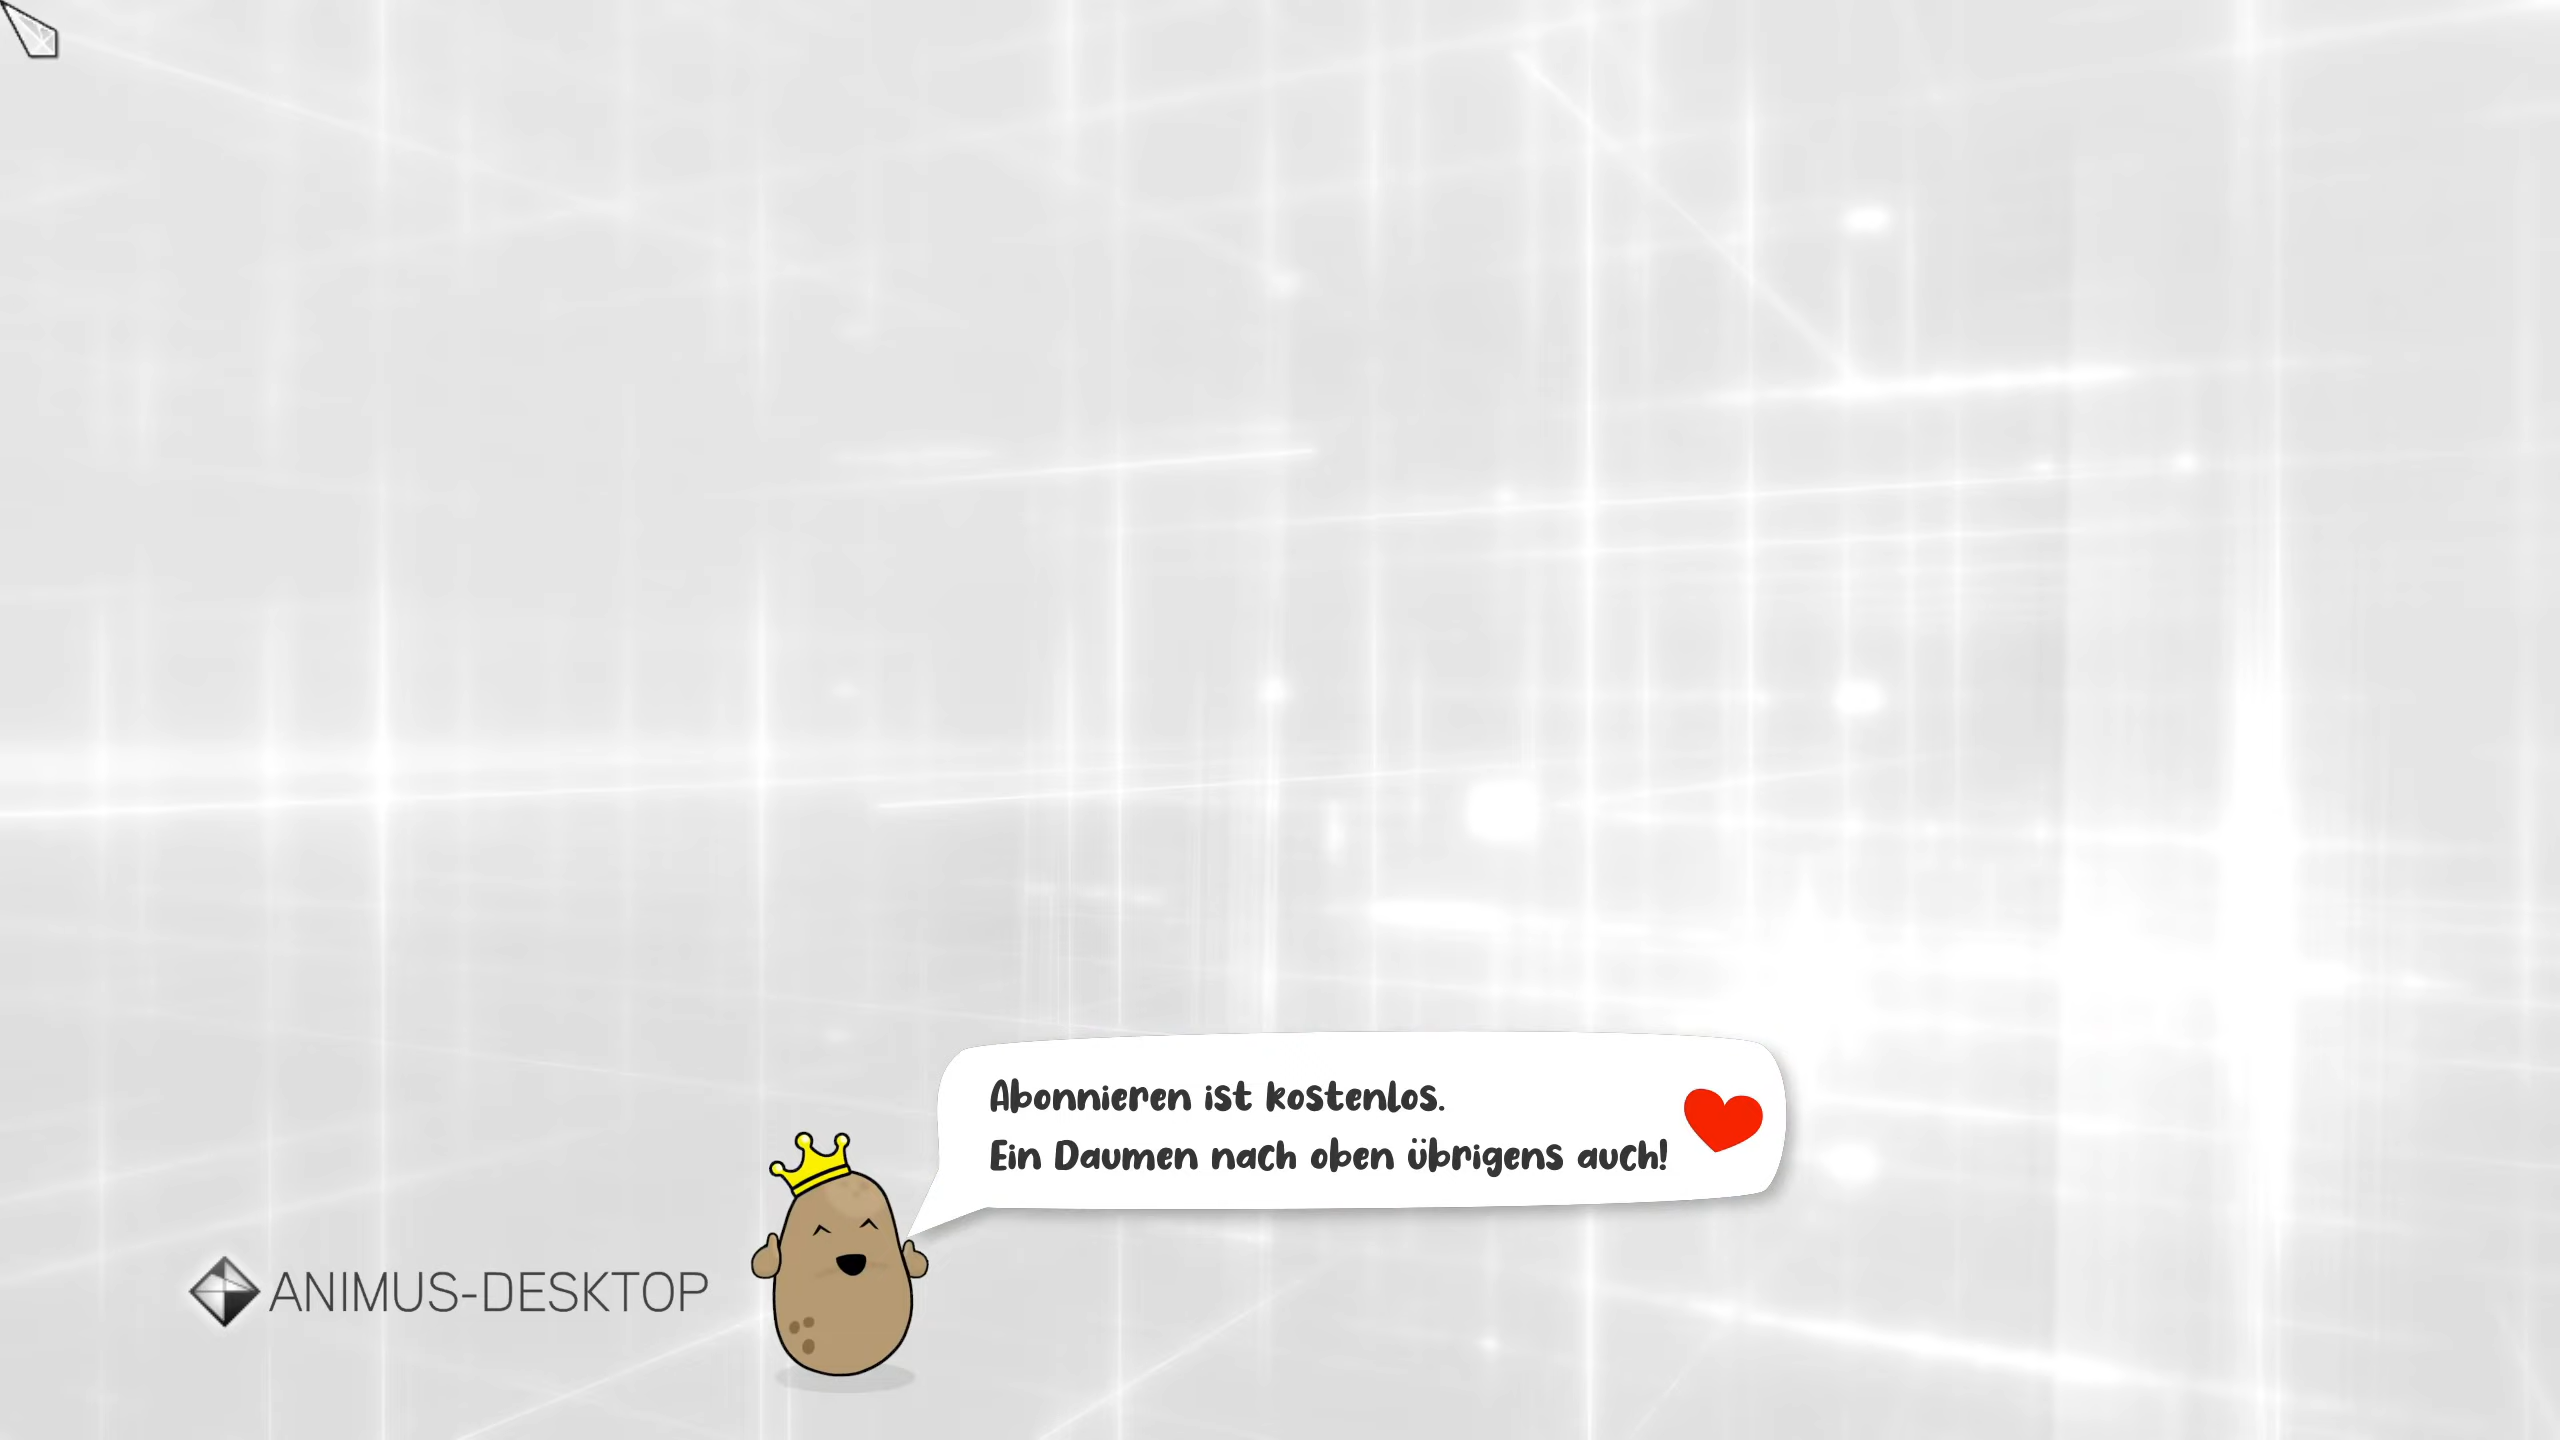 Abonnieren ist kostenlos.
Ein Daumen nach oben übrigens auch!
ANIMUS-DESKTOP